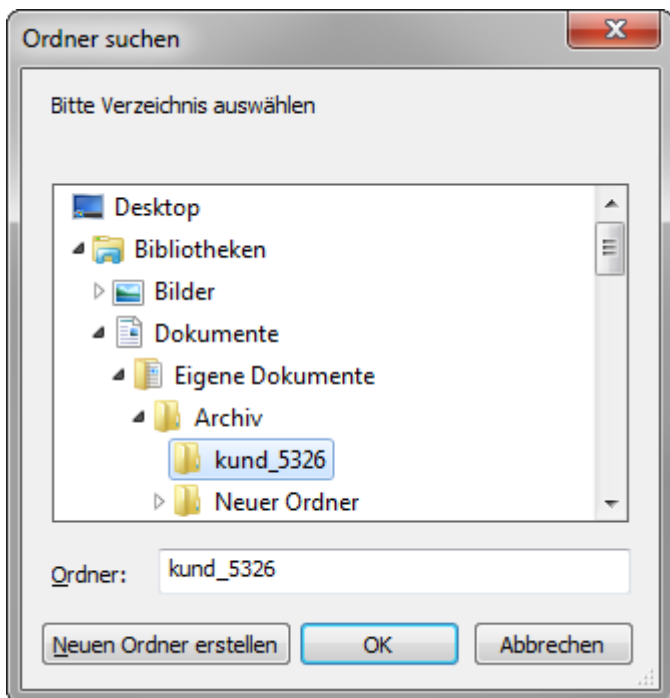 Ordner suchen
Bitte Verzeichnis auswählen
Desktop
Bibliotheken
Bilder
Dokumente
Eigene Dokumente
Archiv
kund_5326
Neuer Ordner
Ordner: kund_5326
Neuen Ordner erstellen OK Abbrechen